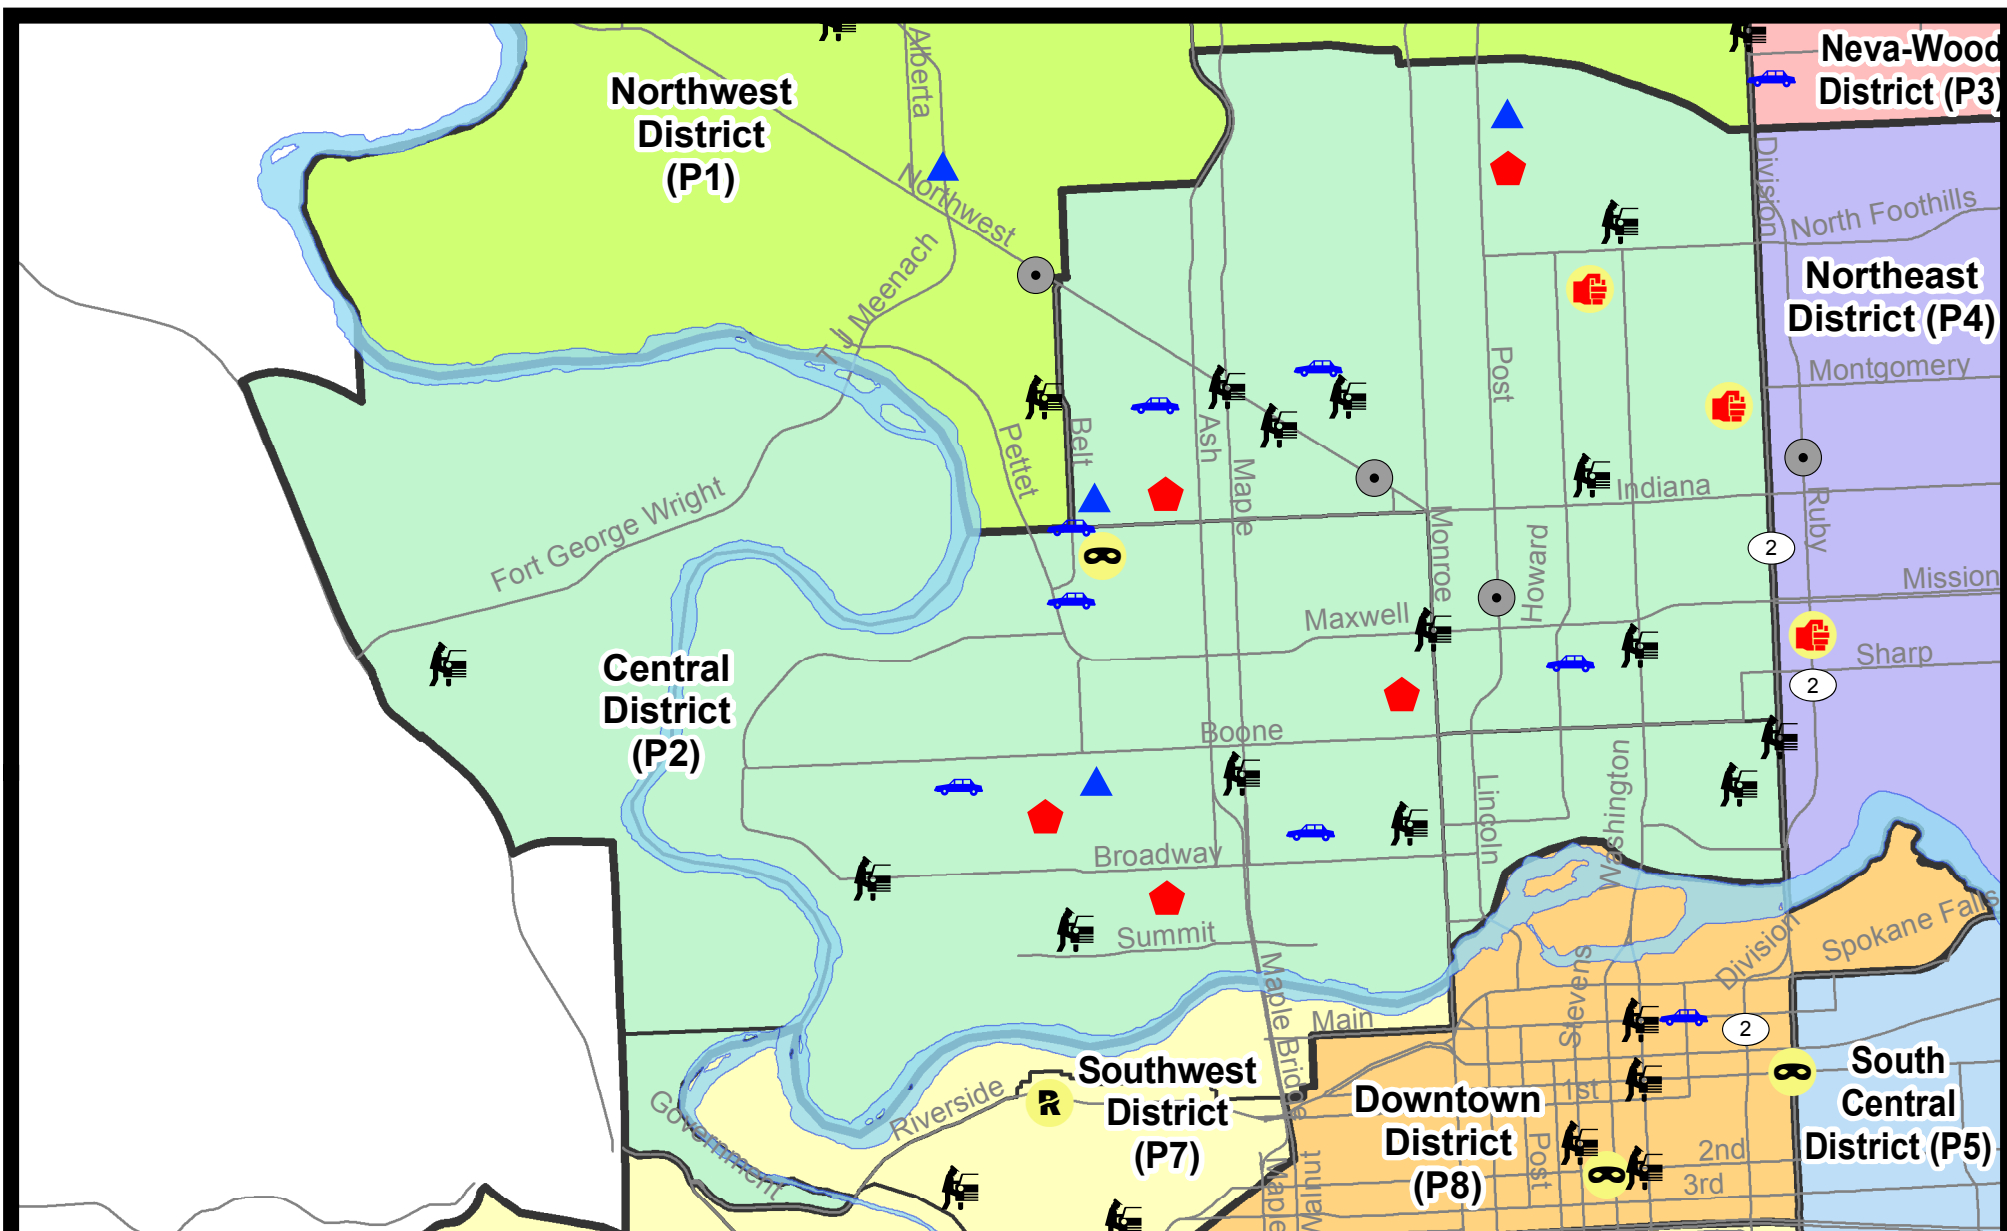 Alberta
Neva-Wood
District (P3)
Northwest
District
(P1)
Northwest
Division
North Foothills
T J Meenach
Northeast
District (P4)
Post
Montgomery
Belt
Ash
Pettet
Maple
Indiana
Fort George Wright
Monroe
Howard
Ruby
2
Mission
Maxwell
Sharp
Central
District
(P2)
2
Boone
Washington
Lincoln
Broadway
Summit
Spokane Falls
Division
Stevens
Maple Bridge
Main
2
Southwest
District
(P7)
Riverside
R
Government
1st
Downtown
District
(P8)
South
Central
District (P5)
Post
2nd
3rd
Maple
Walnut